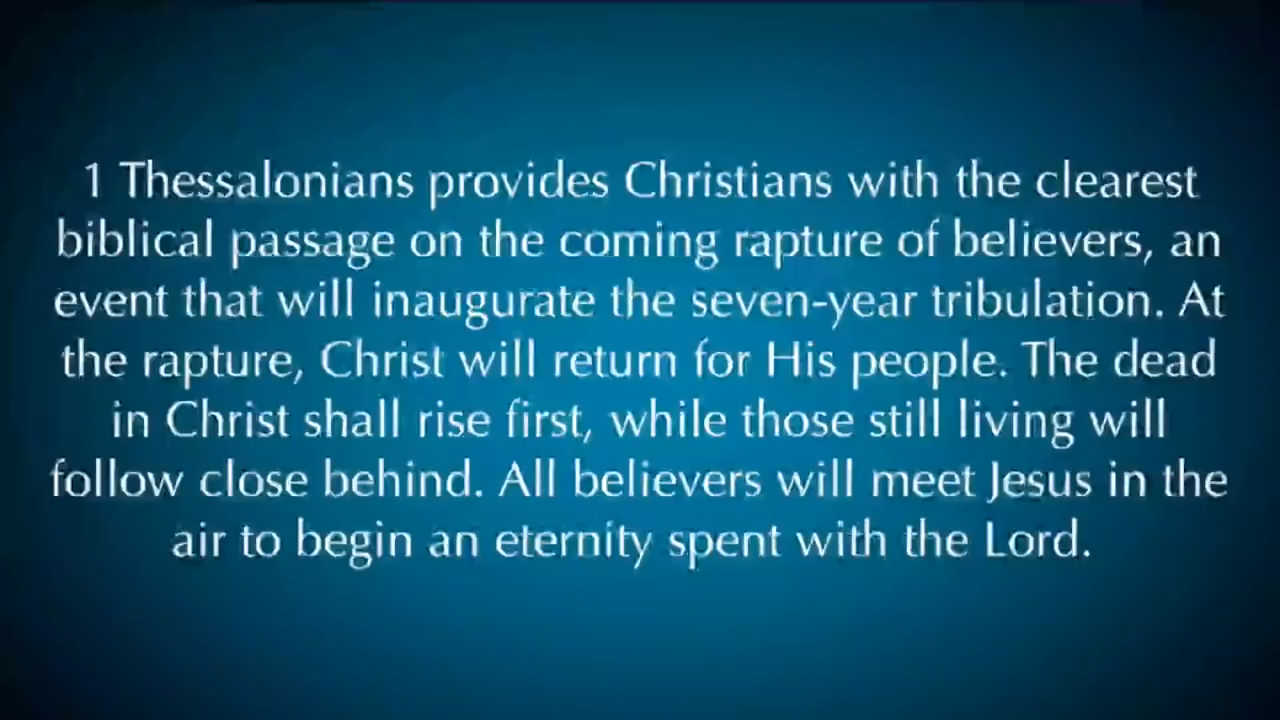 1 Thessalonians provides Christians with the clearest
biblical passage on the coming rapture of believers, an
event that will inaugurate the seven-year tribulation. At
the rapture, Christ will return for His people. The dead
in Christ shall rise first, while those still living will
follow close behind. All believers will meet Jesus in the
air to begin an eternity spent with the Lord.